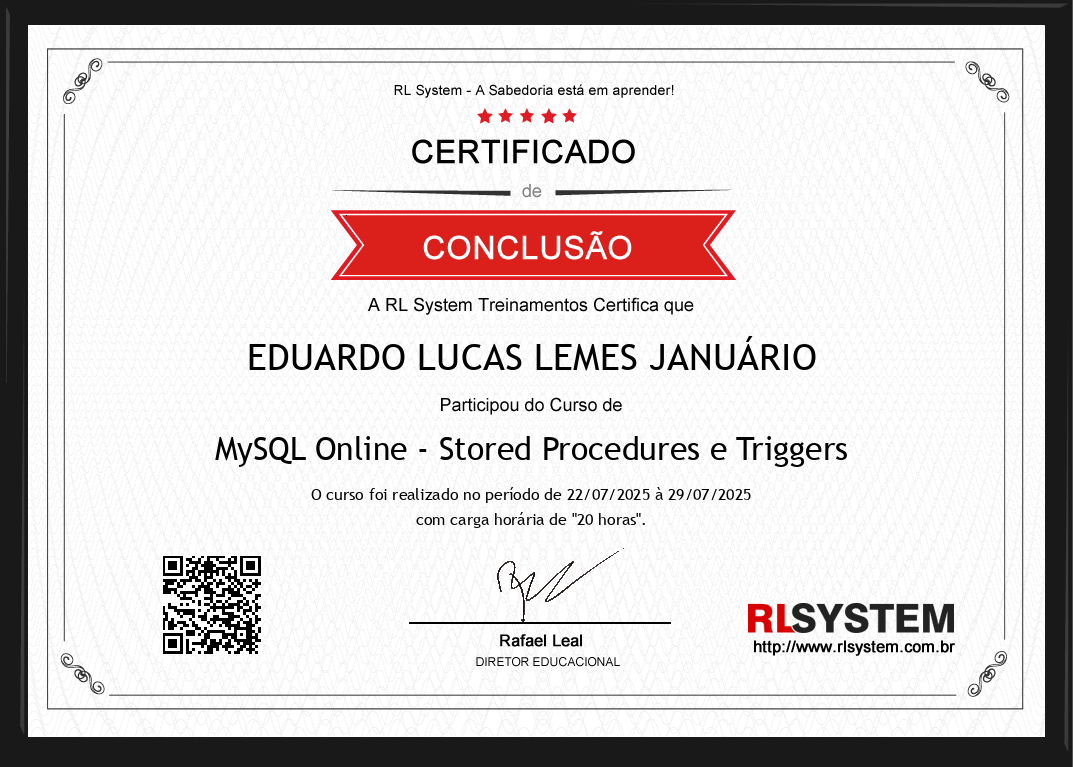 RL System - A Sabedoria está em aprender!
CERTIFICADO
de
CONCLUSÃO
A RL System Treinamentos Certifica que
EDUARDO LUCAS LEMES JANUÁRIO
Participou do Curso de
MySQL Online - Stored Procedures e Triggers
O curso foi realizado no período de 22/07/2025 à 29/07/2025
com carga horária de "20 horas".
Rafael Leal
DIRETOR EDUCACIONAL
RLSYSTEM
http://www.rlsystem.com.br